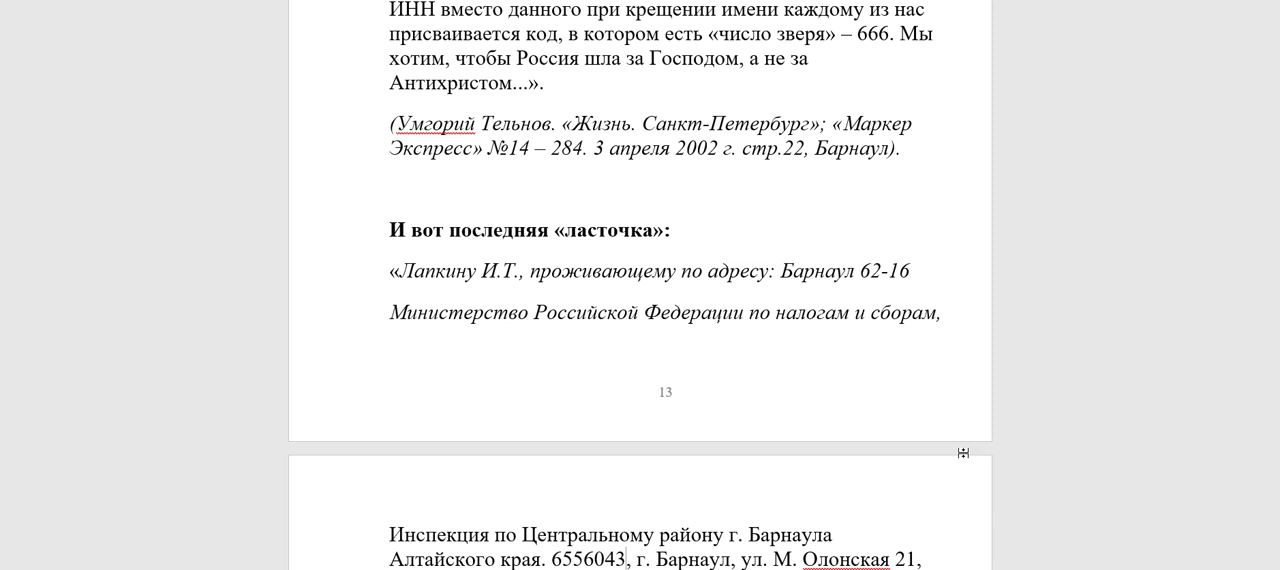 ИНН вместо данного при крещении имени каждому из нас
присваивается код, в котором есть «число зверя» – 666. Мы
хотим, чтобы Россия шла за Господом, а не за
Антихристом...».
(Умгорий Тельнов. «Жизнь. Санкт-Петербург»; «Маркер
Экспресс» №14 – 284. 3 апреля 2002 г. стр.22, Барнаул).
И вот последняя «ласточка»:
«Лапкину И.Т., проживающему по адресу: Барнаул 62-16
Министерство Российской Федерации по налогам и сборам,
13
Инспекция по Центральному району г. Барнаула
Алтайского края. 6556043, г. Барнаул, ул. М. Олонская 21,